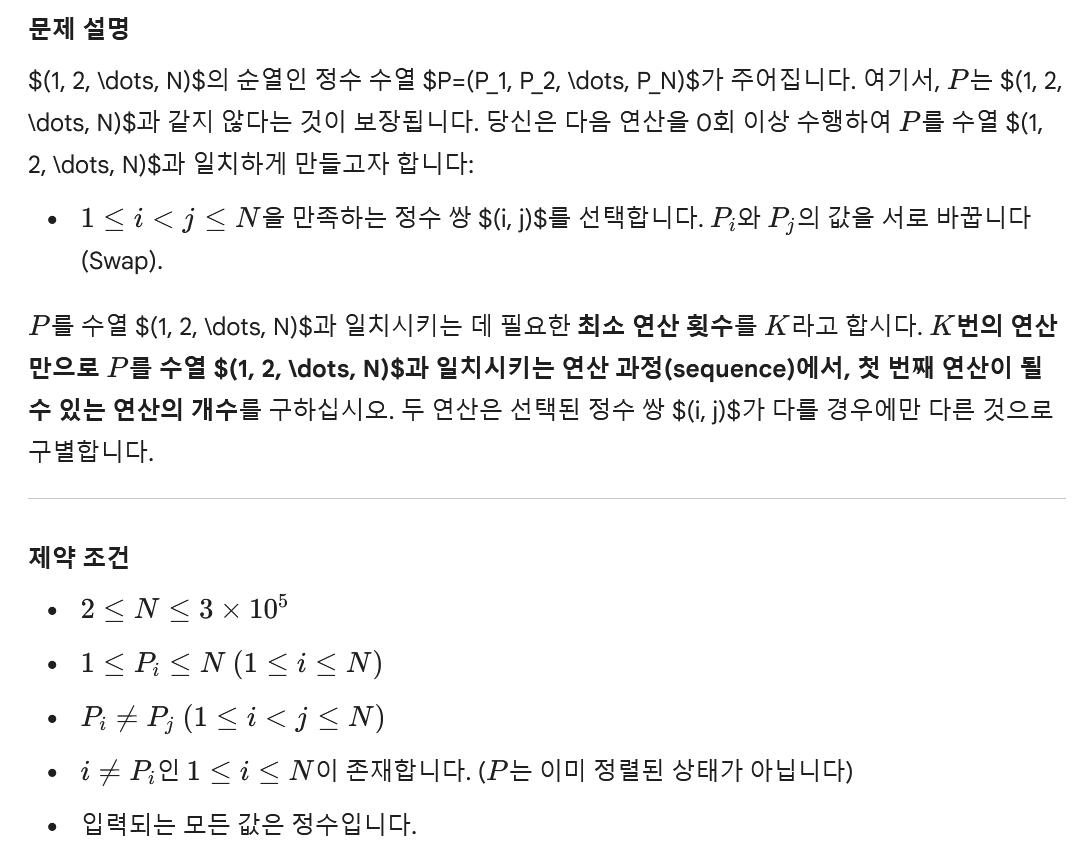 문제 설명
$(1, 2, \dots, N)$의 순열인 정수 수열 $P=(P_1, P_2, \dots, P_N)$가 주어집니다. 여기서, P는 $(1, 2,
\dots, N)$과 같지 않다는 것이 보장됩니다. 당신은 다음 연산을 0회 이상 수행하여 P를 수열 $(1,
2, \dots, N)$과 일치하게 만들고자 합니다:
• 1 ≤ i < j ≤ N을 만족하는 정수 쌍 $(i, j)$를 선택합니다. P_i와 P_j의 값을 서로 바꿉니다
(Swap).
P를 수열 $(1, 2, \dots, N)$과 일치시키는 데 필요한 최소 연산 횟수를 K라고 합시다. K번의 연산
만으로 P를 수열 $(1, 2, \dots, N)$과 일치시키는 연산 과정(sequence)에서, 첫 번째 연산이 될
수 있는 연산의 개수를 구하십시오. 두 연산은 선택된 정수 쌍 $(i, j)$가 다를 경우에만 다른 것으로
구별합니다.
제약 조건
• 2 ≤ N ≤ 3 × 10^5
• 1 ≤ P_i ≤ N (1 ≤ i ≤ N)
• P_i ≠ P_j (1 ≤ i < j ≤ N)
• i ≠ P_i인 1 ≤ i ≤ N이 존재합니다. (P는 이미 정렬된 상태가 아닙니다)
• 입력되는 모든 값은 정수입니다.